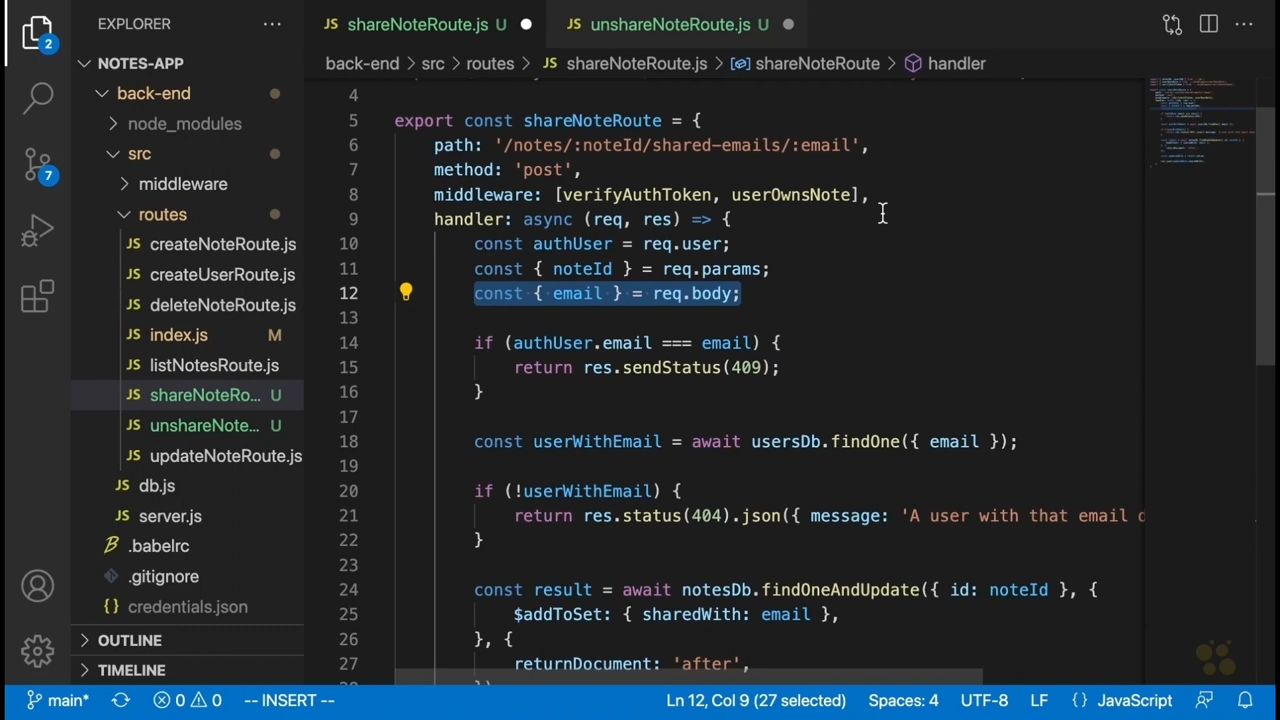 EXPLORER
NOTES-APP
back-end
node_modules
src
middleware
routes
JS createNoteRoute.js
JS createUserRoute.js
JS deleteNoteRoute.js
JS index.js M
JS listNotesRoute.js
JS shareNoteRo... U
JS unshareNote... U
JS updateNoteRoute.js
JS db.js
JS server.js
.babelrc
.gitignore
{} credentials.json
OUTLINE
TIMELINE
2
7
JS shareNoteRoute.js U
JS unshareNoteRoute.js U
back-end > src > routes > JS shareNoteRoute.js > shareNoteRoute > handler
4
5 export const shareNoteRoute = {
6 path: '/notes/:noteId/shared-emails/:email',
7 method: 'post',
8 middleware: [verifyAuthToken, userOwnsNote],
9 handler: async (req, res) => {
10 const authUser = req.user;
11 const { noteId } = req.params;
12 const { email } = req.body;
13
14 if (authUser.email === email) {
15 return res.sendStatus(409);
16 }
17
18 const userWithEmail = await usersDb.findOne({ email });
19
20 if (!userWithEmail) {
21 return res.status(404).json({ message: 'A user with that email
22 }
23
24 const result = await notesDb.findOneAndUpdate({ id: noteId }, {
25 $addToSet: { sharedWith: email },
26 }, {
27 returnDocument: 'after',
main* 0 0 -- INSERT -- Ln 12, Col 9 (27 selected) Spaces: 4 UTF-8 LF {} JavaScript